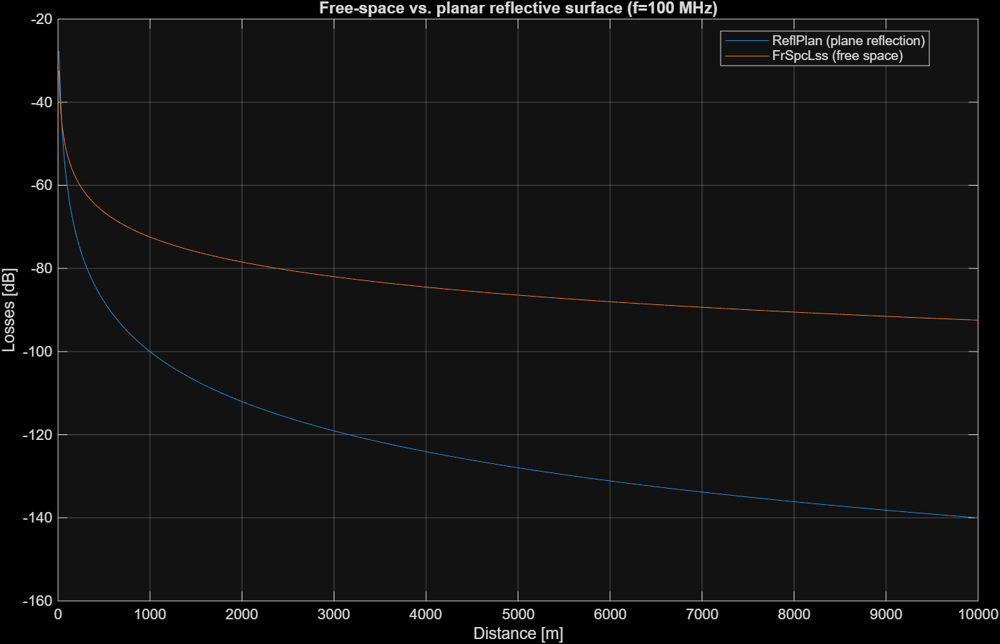 Free-space vs. planar reflective surface (f=100 MHz)
ReflPlan (plane reflection)
FrSpcLss (free space)
Losses [dB]
-20
-40
-60
-80
-100
-120
-140
-160
0 1000 2000 3000 4000 5000 6000 7000 8000 9000 10000
Distance [m]